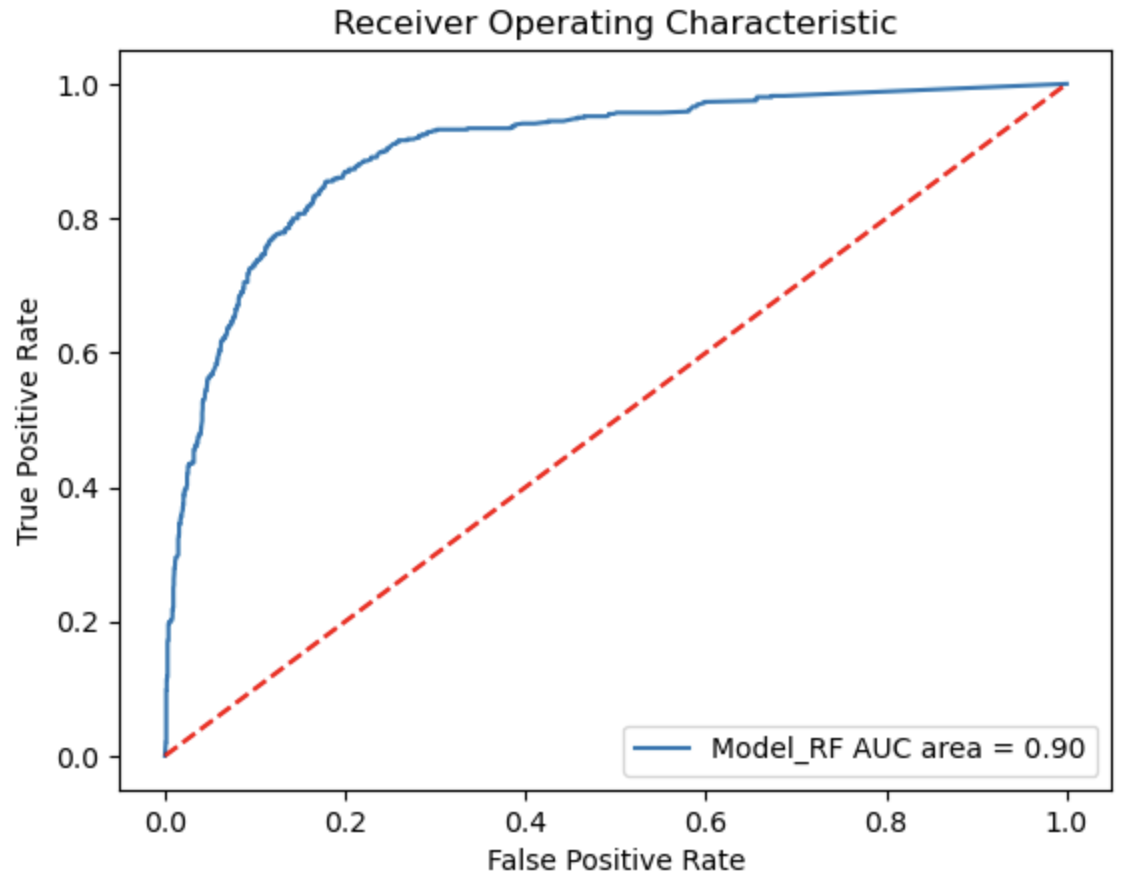 Receiver Operating Characteristic
1.0
0.8
0.6
0.4
0.2
0.0
True Positive Rate
Model_RF AUC area = 0.90
0.0 0.2 0.4 0.6 0.8 1.0
False Positive Rate